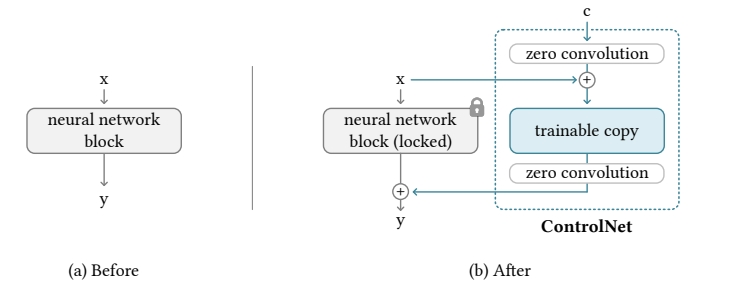 x
neural network
block
y
(a) Before
c
zero convolution
x
+
neural network
block (locked)
trainable copy
zero convolution
+
y
ControlNet
(b) After